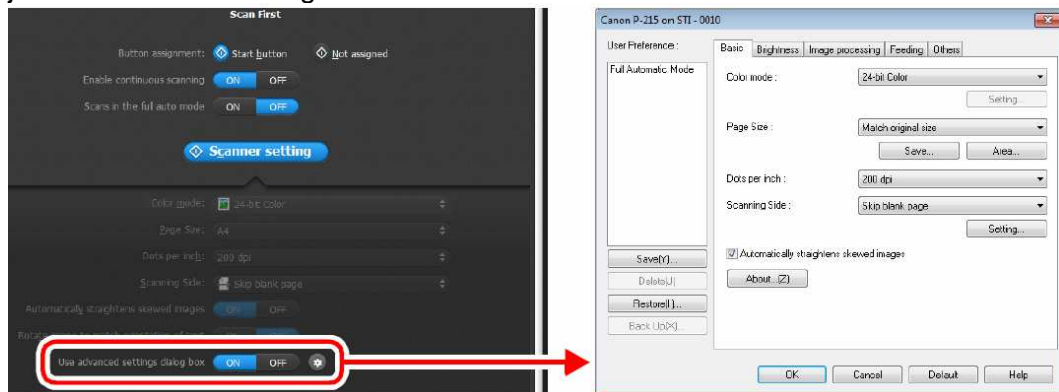 Scan First
Button assignment: Start button Not assigned
Enable continuous scanning ON OFF
Scans in the full auto mode ON OFF
Scanner setting
Color mode: 24-bit Color
Page Size: A4
Dots per inch: 200 dpi
Scanning Side: Skip blank page
Automatically straightens skewed images ON OFF
Use advanced settings dialog box ON OFF
Canon P-215 on STI - 0010
User Preference :
Full Automatic Mode
Save(Y)...
Delete(J)
Restore(I)...
Back Up(X)...
Basic Brightness Image processing Feeding Others
Color mode : 24-bit Color
Setting...
Page Size : Match original size
Save... Area...
Dots per inch : 200 dpi
Scanning Side : Skip blank page
Setting...
Automatically straightens skewed images
About...(Z)
OK Cancel Default Help